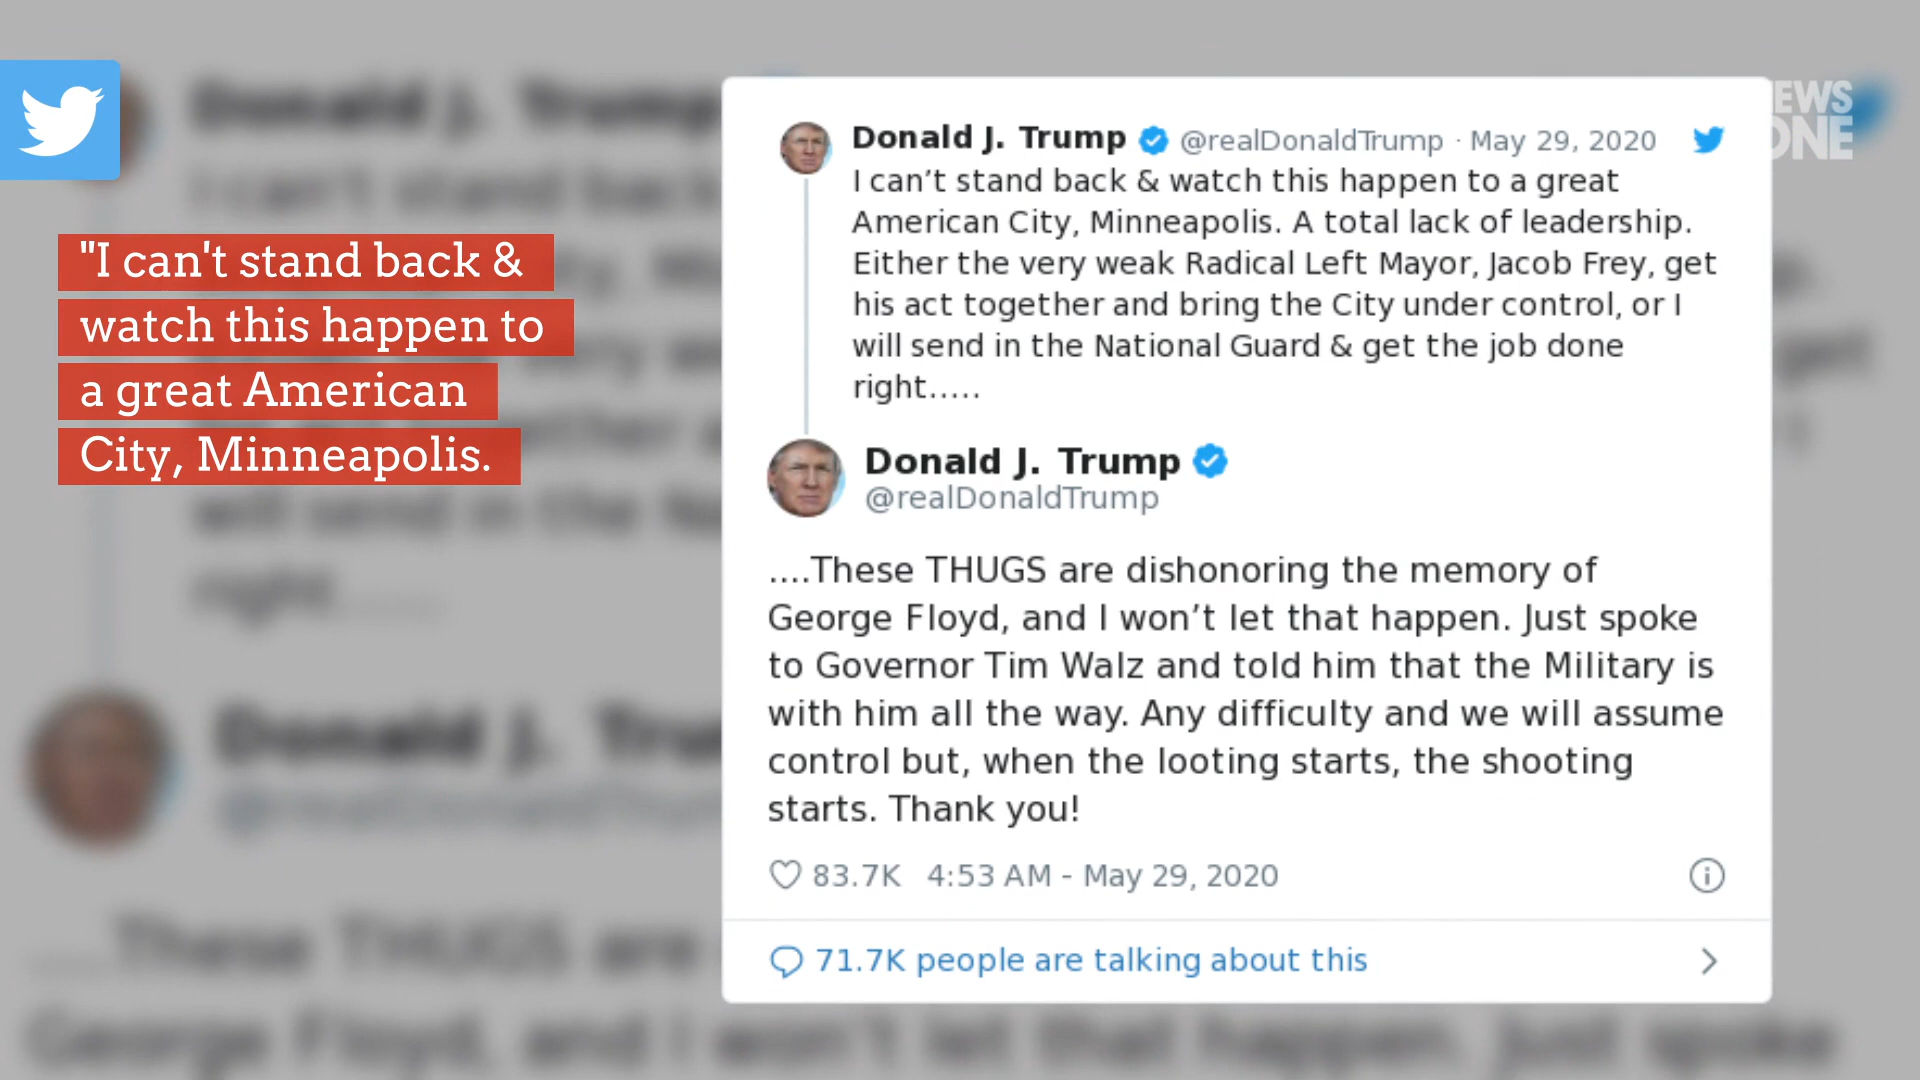 "I can't stand back &
watch this happen to
a great American
City, Minneapolis.
EWS
ONE
Donald J. Trump @realDonaldTrump · May 29, 2020
I can’t stand back & watch this happen to a great
American City, Minneapolis. A total lack of leadership.
Either the very weak Radical Left Mayor, Jacob Frey, get
his act together and bring the City under control, or I
will send in the National Guard & get the job done
right.....
Donald J. Trump
@realDonaldTrump
....These THUGS are dishonoring the memory of
George Floyd, and I won’t let that happen. Just spoke
to Governor Tim Walz and told him that the Military is
with him all the way. Any difficulty and we will assume
control but, when the looting starts, the shooting
starts. Thank you!
83.7K 4:53 AM - May 29, 2020
71.7K people are talking about this